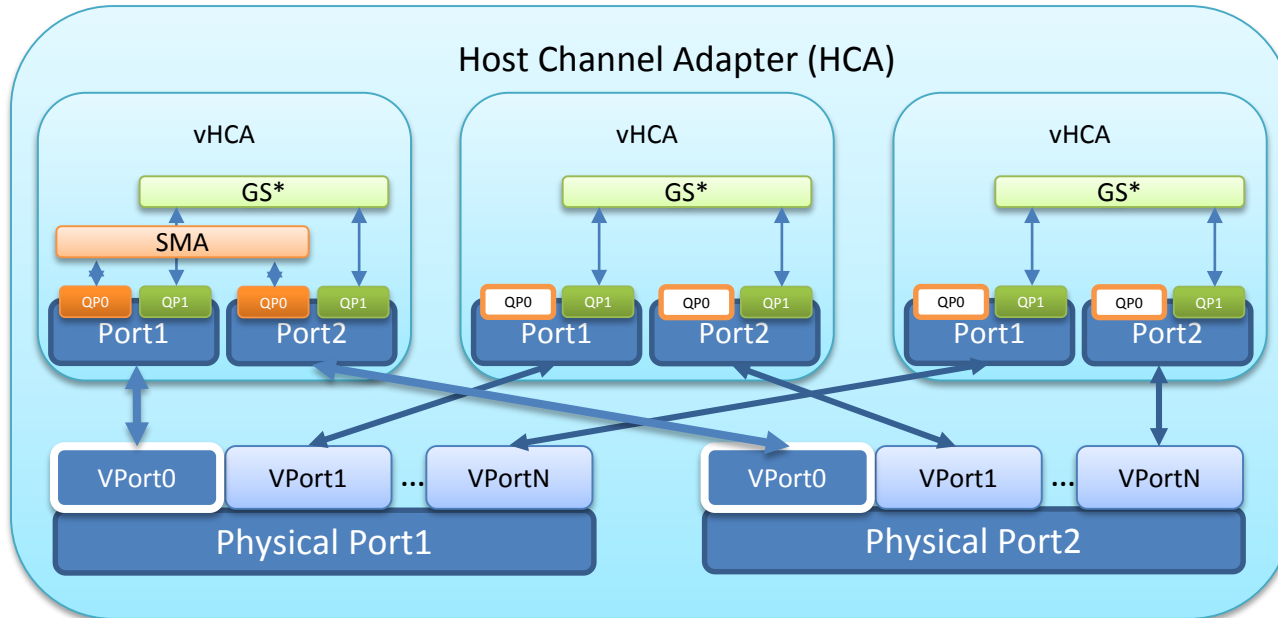 Host Channel Adapter (HCA)
vHCA
GS*
SMA
QP0
QP1
Port1
QP0
QP1
Port2
vHCA
GS*
QP0
QP1
Port1
QP0
QP1
Port2
vHCA
GS*
QP0
QP1
Port1
QP0
QP1
Port2
VPort0
VPort1
...
VPortN
Physical Port1
VPort0
VPort1
...
VPortN
Physical Port2